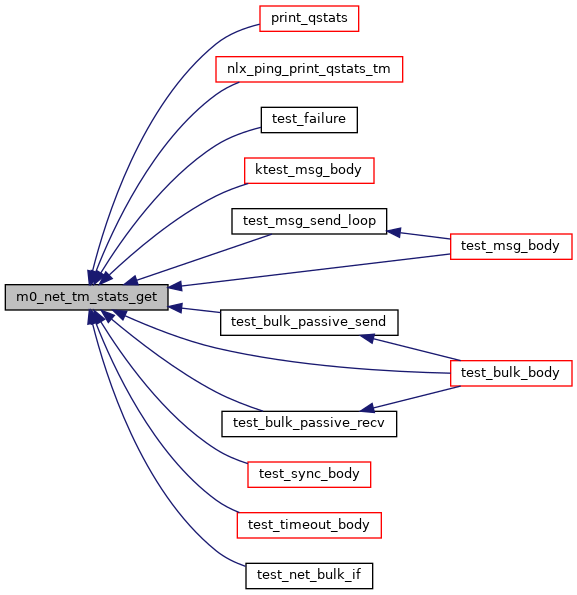 print_qstats
nlx_ping_print_qstats_tm
test_failure
ktest_msg_body
test_msg_send_loop
test_msg_body
m0_net_tm_stats_get
test_bulk_passive_send
test_bulk_body
test_bulk_passive_recv
test_sync_body
test_timeout_body
test_net_bulk_if